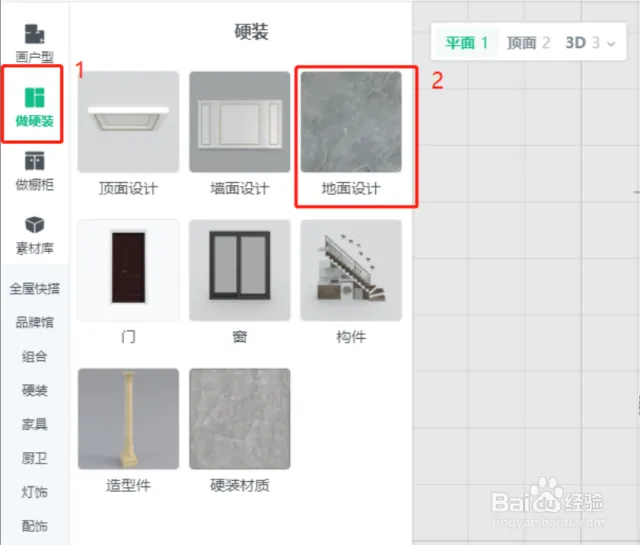 硬装
平面 1 顶面 2 3D 3
画户型
1
做硬装
2
顶面设计 墙面设计 地面设计
做橱柜
素材库
全屋快搭
品牌馆
门 窗 构件
组合
硬装
家具
厨卫
造型件 硬装材质
灯饰
配饰
Baidu经验
jingyan.baidu.com